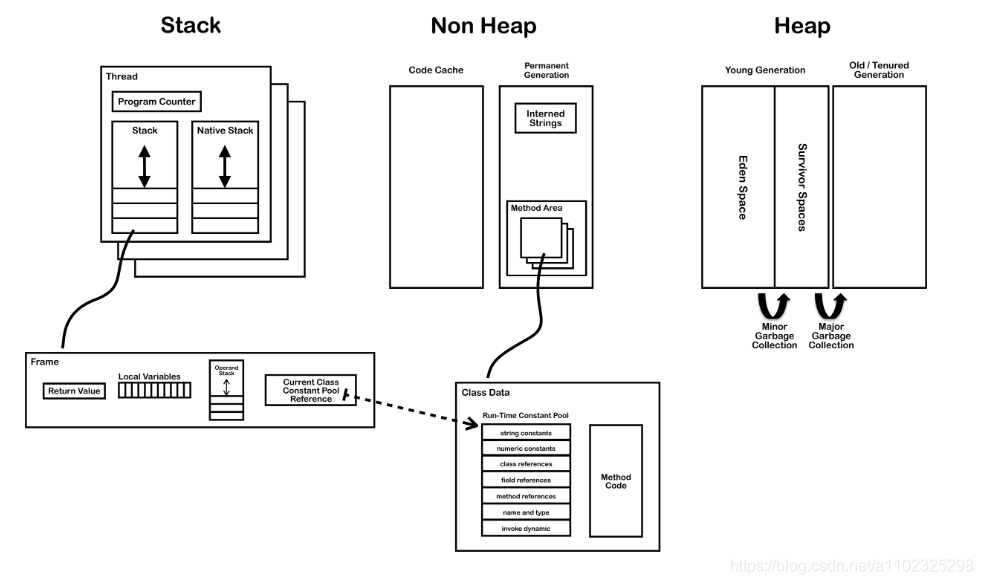 Stack
Non Heap
Heap
Thread
Program Counter
Stack
Native Stack
Code Cache
Permanent
Generation
Interned
Strings
Method Area
Young Generation
Old / Tenured
Generation
Eden Space
Survivor Spaces
Minor
Garbage
Collection
Major
Garbage
Collection
Frame
Return Value
Local Variables
Operand
Stack
Current Class
Constant Pool
Reference
Class Data
Run-Time Constant Pool
string constants
numeric constants
class references
field references
method references
name and type
invoke dynamic
Method
Code
https://blog.csdn.net/a1102325298